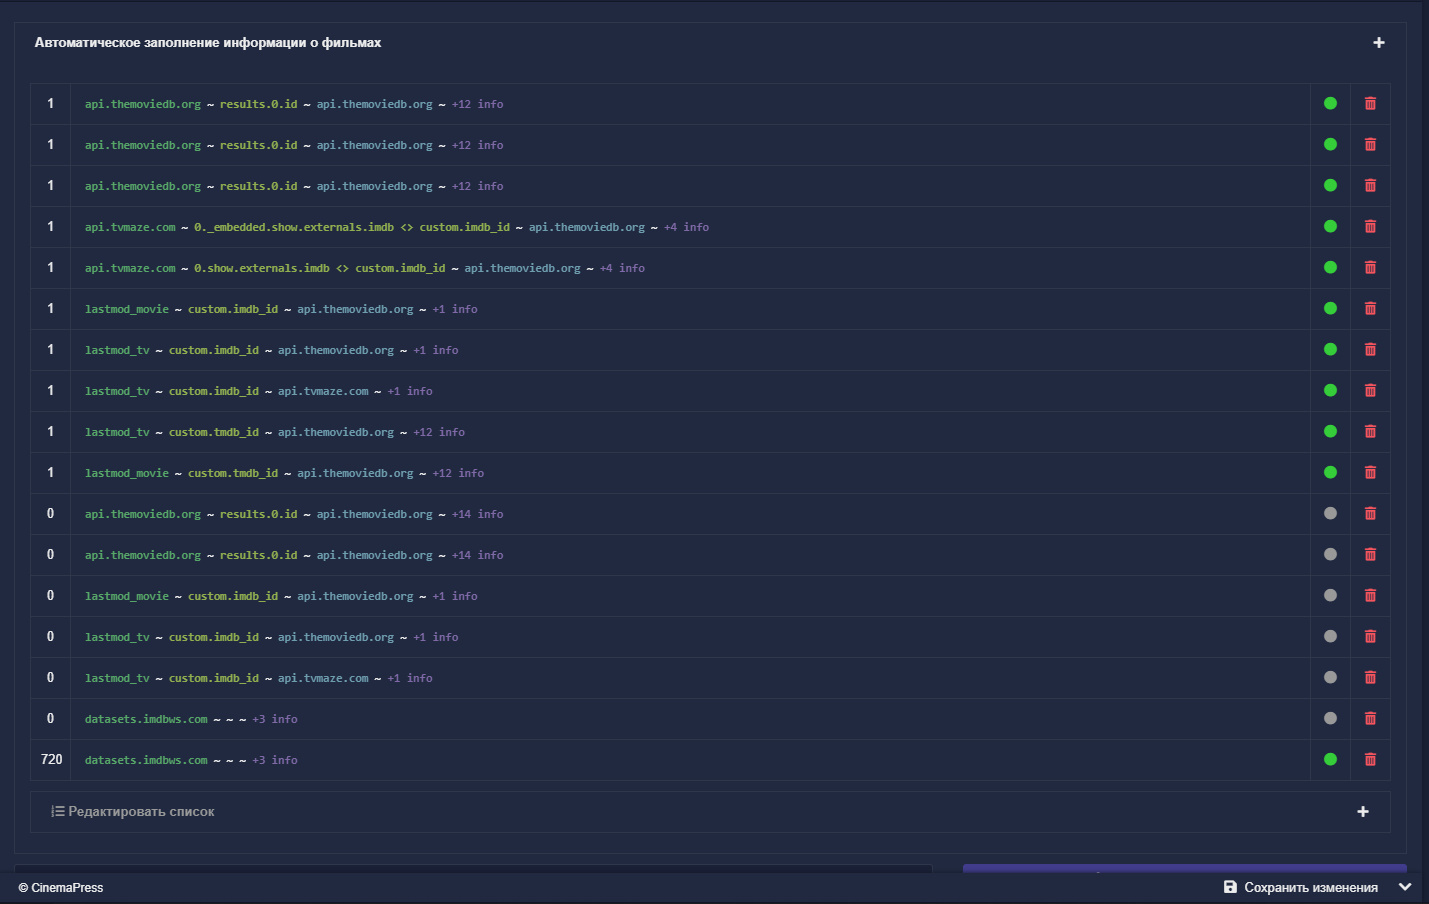 Автоматическое заполнение информации о фильмах
1 api.themoviedb.org ~ results.0.id ~ api.themoviedb.org ~ +12 info
1 api.themoviedb.org ~ results.0.id ~ api.themoviedb.org ~ +12 info
1 api.themoviedb.org ~ results.0.id ~ api.themoviedb.org ~ +12 info
1 api.tvmaze.com ~ 0._embedded.show.externals.imdb <> custom.imdb_id ~ api.themoviedb.org ~ +4 info
1 api.tvmaze.com ~ 0.show.externals.imdb <> custom.imdb_id ~ api.themoviedb.org ~ +4 info
1 lastmod_movie ~ custom.imdb_id ~ api.themoviedb.org ~ +1 info
1 lastmod_tv ~ custom.imdb_id ~ api.themoviedb.org ~ +1 info
1 lastmod_tv ~ custom.imdb_id ~ api.tvmaze.com ~ +1 info
1 lastmod_tv ~ custom.tmdb_id ~ api.themoviedb.org ~ +12 info
1 lastmod_movie ~ custom.tmdb_id ~ api.themoviedb.org ~ +12 info
0 api.themoviedb.org ~ results.0.id ~ api.themoviedb.org ~ +14 info
0 api.themoviedb.org ~ results.0.id ~ api.themoviedb.org ~ +14 info
0 lastmod_movie ~ custom.imdb_id ~ api.themoviedb.org ~ +1 info
0 lastmod_tv ~ custom.imdb_id ~ api.themoviedb.org ~ +1 info
0 lastmod_tv ~ custom.imdb_id ~ api.tvmaze.com ~ +1 info
0 datasets.imdbws.com ~ ~ ~ +3 info
720 datasets.imdbws.com ~ ~ ~ +3 info
Редактировать список
© CinemaPress Сохранить изменения